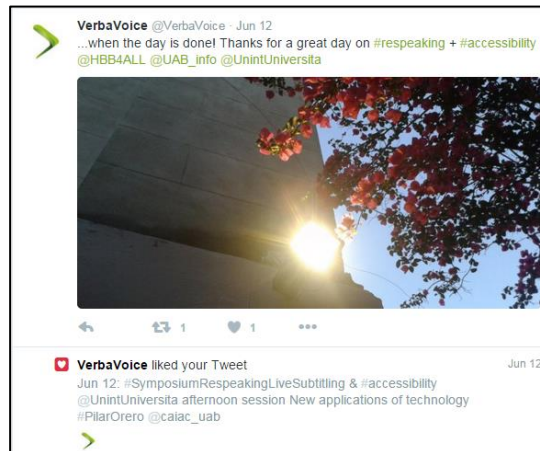 VerbaVoice @VerbaVoice · Jun 12
...when the day is done! Thanks for a great day on #respeaking + #accessibility
@HBB4ALL @UAB_info @UnintUniversita
1 1
VerbaVoice liked your Tweet Jun 12
Jun 12: #SymposiumRespeakingLiveSubtitling & #accessibility
@UnintUniversita afternoon session New applications of technology
#PilarOrero @caiac_uab